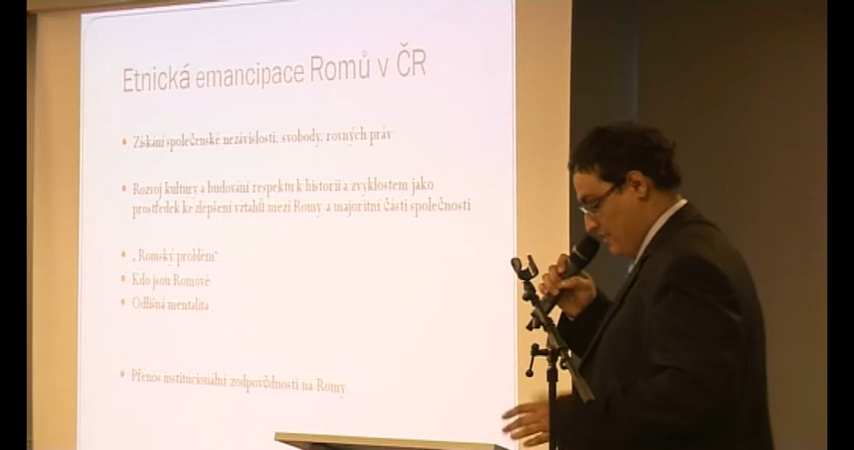 Etnická emancipace Romů v ČR
Získání společenské nezávislosti, svobody, rovných práv
Rozvoj kultury a budování respektu k historii a zvyklostem jako
prostředek ke zlepšení vztahů mezi Romy a majoritní částí společnosti
„Romský problém“
Kdo jsou Romové
Odlišná mentalita
Přenos institucionální zodpovědnosti na Romy